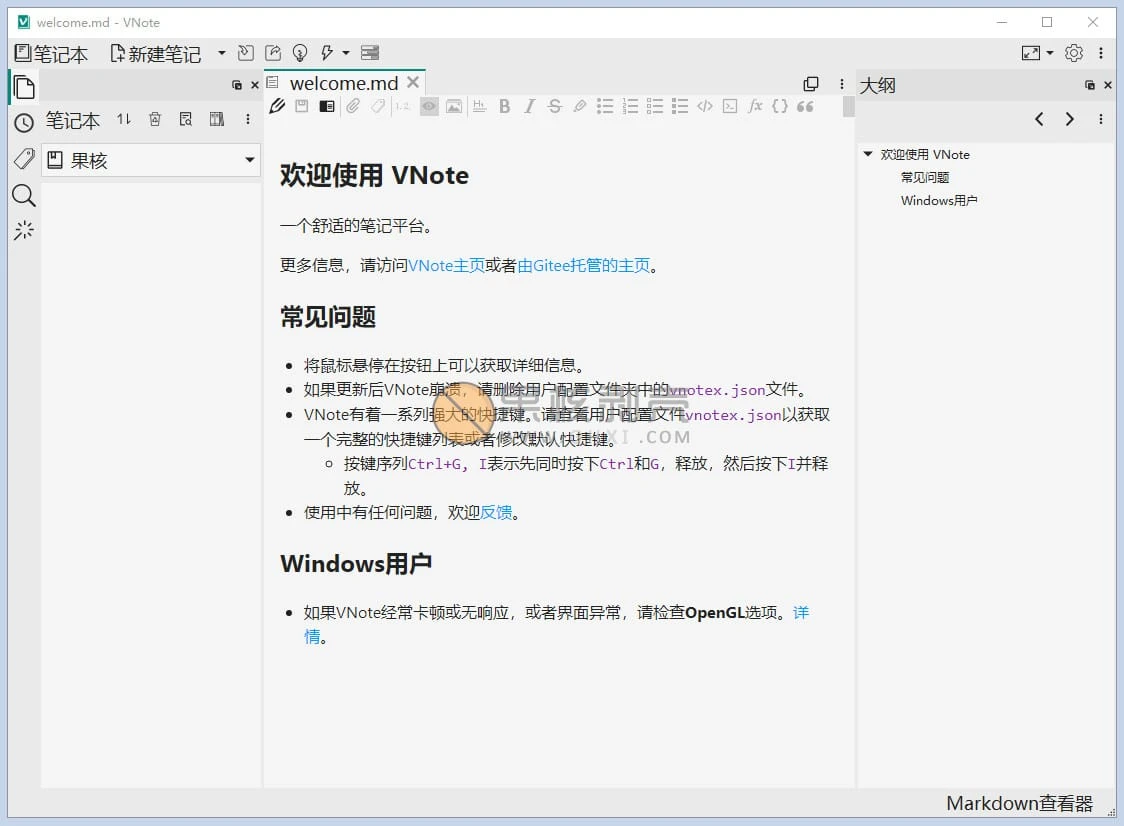 welcome.md - VNote
笔记本
新建笔记
笔记本
果核
welcome.md
欢迎使用 VNote
一个舒适的笔记平台。
更多信息，请访问VNote主页或者由Gitee托管的主页。
常见问题
将鼠标悬停在按钮上可以获取详细信息。
如果更新后VNote崩溃，请删除用户配置文件夹中的vnotex.json文件。
VNote有着一系列强大的快捷键。请查看用户配置文件vnotex.json以获取
一个完整的快捷键列表或者修改默认快捷键。
按键序列Ctrl+G, I表示先同时按下Ctrl和G，释放，然后按下I并释
放。
使用中有任何问题，欢迎反馈。
Windows用户
如果VNote经常卡顿或无响应，或者界面异常，请检查OpenGL选项。详
情。
大纲
欢迎使用 VNote
常见问题
Windows用户
Markdown查看器